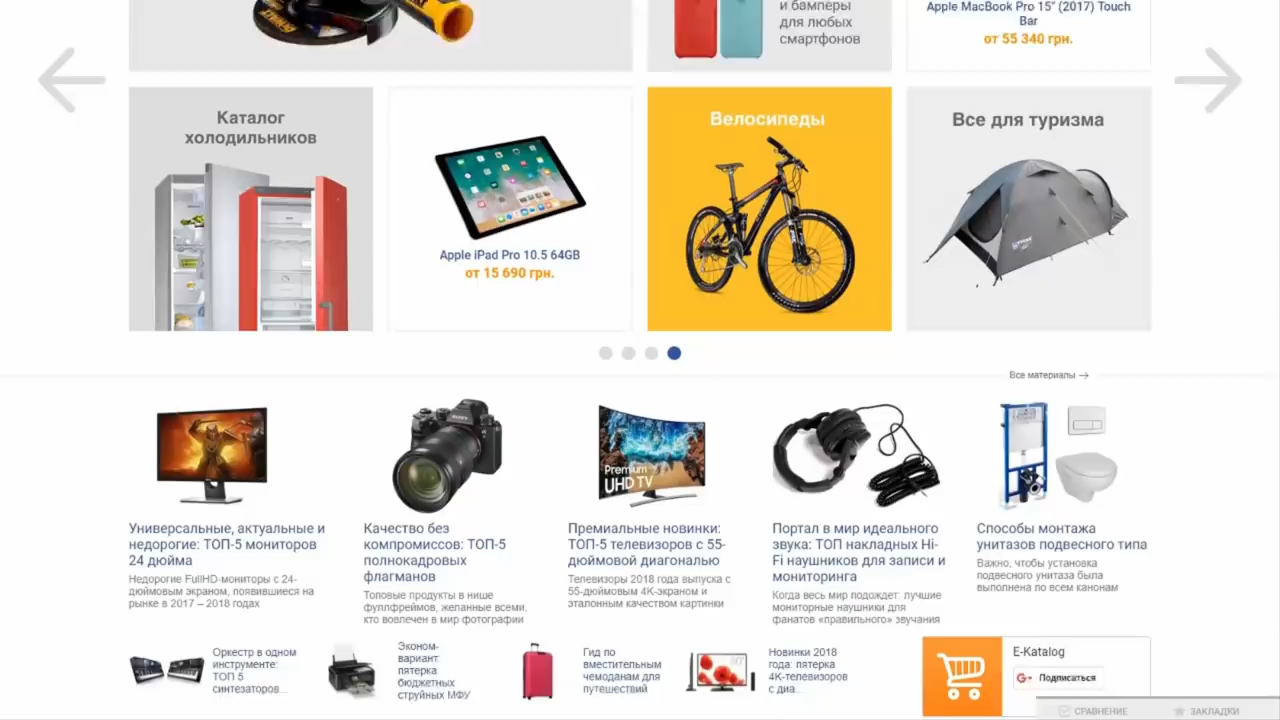 и бамперы
для любых
смартфонов
Apple MacBook Pro 15" (2017) Touch
Bar
от 55 340 грн.
Каталог
холодильников
Apple iPad Pro 10.5 64GB
от 15 690 грн.
Велосипеды
Все для туризма
Все материалы →
SONY
Premium
UHD TV
Универсальные, актуальные и
недорогие: ТОП-5 мониторов
24 дюйма
Недорогие FullHD-мониторы с 24-
дюймовым экраном, появившиеся на
рынке в 2017 – 2018 годах
Качество без
компромиссов: ТОП-5
полнокадровых
флагманов
Топовые продукты в нише
фуллфреймов, желанные всеми,
кто вовлечен в мир фотографии
Премиальные новинки:
ТОП-5 телевизоров с 55-
дюймовой диагональю
Телевизоры 2018 года выпуска с
55-дюймовым 4K-экраном и
эталонным качеством картинки
Портал в мир идеального
звука: ТОП накладных Hi-
Fi наушников для записи и
мониторинга
Когда весь мир подождет: лучшие
мониторные наушники для
фанатов «правильного» звучания
Способы монтажа
унитазов подвесного типа
Важно, чтобы установка
подвесного унитаза была
выполнена по всем канонам
Оркестр в одном
инструменте:
ТОП 5
синтезаторов...
Эконом-
вариант:
пятерка
бюджетных
струйных МФУ
Гид по
вместительным
чемоданам для
путешествий
Новинки 2018
года: пятерка
4K-телевизоров
с диа...
E-Katalog
G+ Подписаться
СРАВНЕНИЕ
ЗАКЛАДКИ